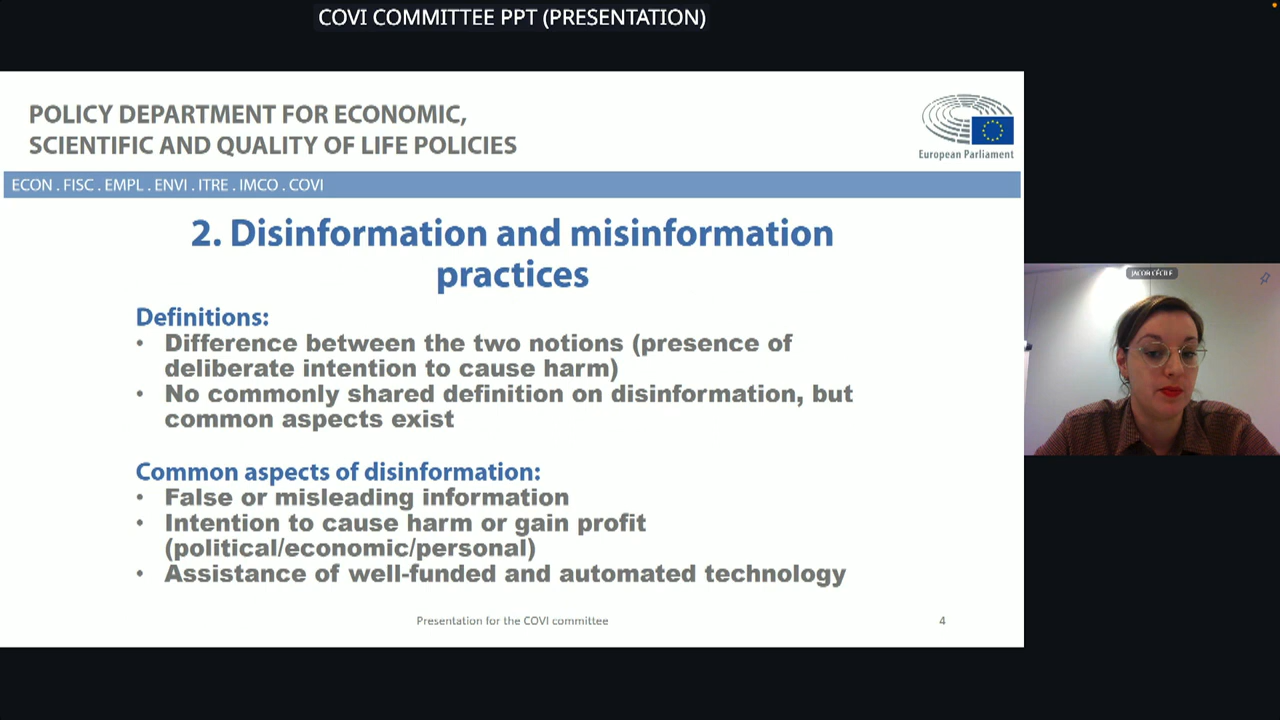 COVI COMMITTEE PPT (PRESENTATION)
POLICY DEPARTMENT FOR ECONOMIC,
SCIENTIFIC AND QUALITY OF LIFE POLICIES
European Parliament
ECON . FISC . EMPL . ENVI . ITRE . IMCO . COVI
2. Disinformation and misinformation
practices
Definitions:
• Difference between the two notions (presence of
deliberate intention to cause harm)
• No commonly shared definition on disinformation, but
common aspects exist
JACOB CÉCILE
Common aspects of disinformation:
• False or misleading information
• Intention to cause harm or gain profit
(political/economic/personal)
• Assistance of well-funded and automated technology
Presentation for the COVI committee
4